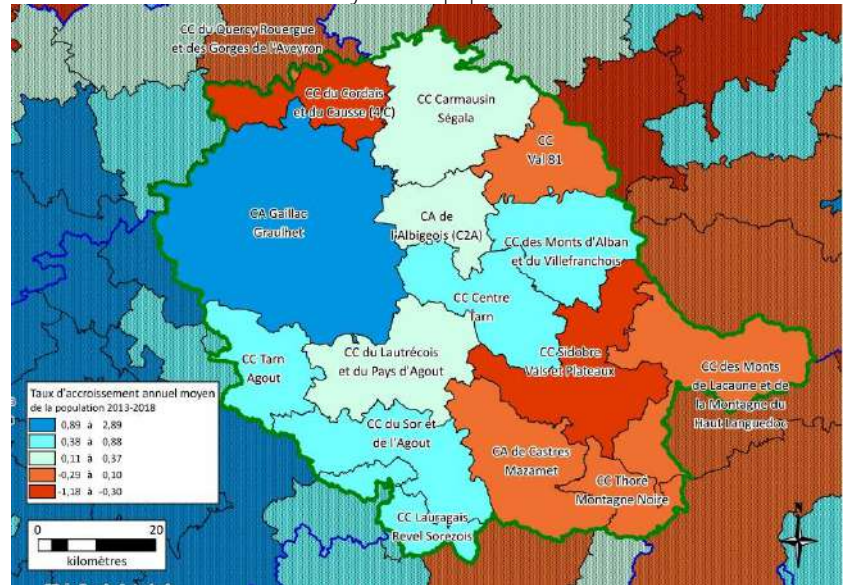 CC du Quercy Rouergue
et des Gorges de l'Aveyron
CC du Cordais
et du Causse (4C)
CC Carmausin
Ségala
CC
Val 81
CA Gaillac
Graulhet
CA de
l'Albigeois (C2A)
CC des Monts d'Alban
et du Villefranchois
CC Centre
Tarn
CC Tarn
Agout
CC du Lautrécois
et du Pays d'Agout
CC Sidobre
Vals et Plateaux
CC des Monts
de Lacaune et de
la Montagne du
Haut Languedoc
CC du Sor et
de l'Agout
CA de Castres
Mazamet
CC Thoré
Montagne Noire
CC Lauragais
Revel Sorezois
Taux d'accroissement annuel moyen
de la population 2013-2018
0,89 à 2,89
0,38 à 0,88
0,11 à 0,37
-0,29 à 0,10
-1,18 à -0,30
0 20
kilomètres
N